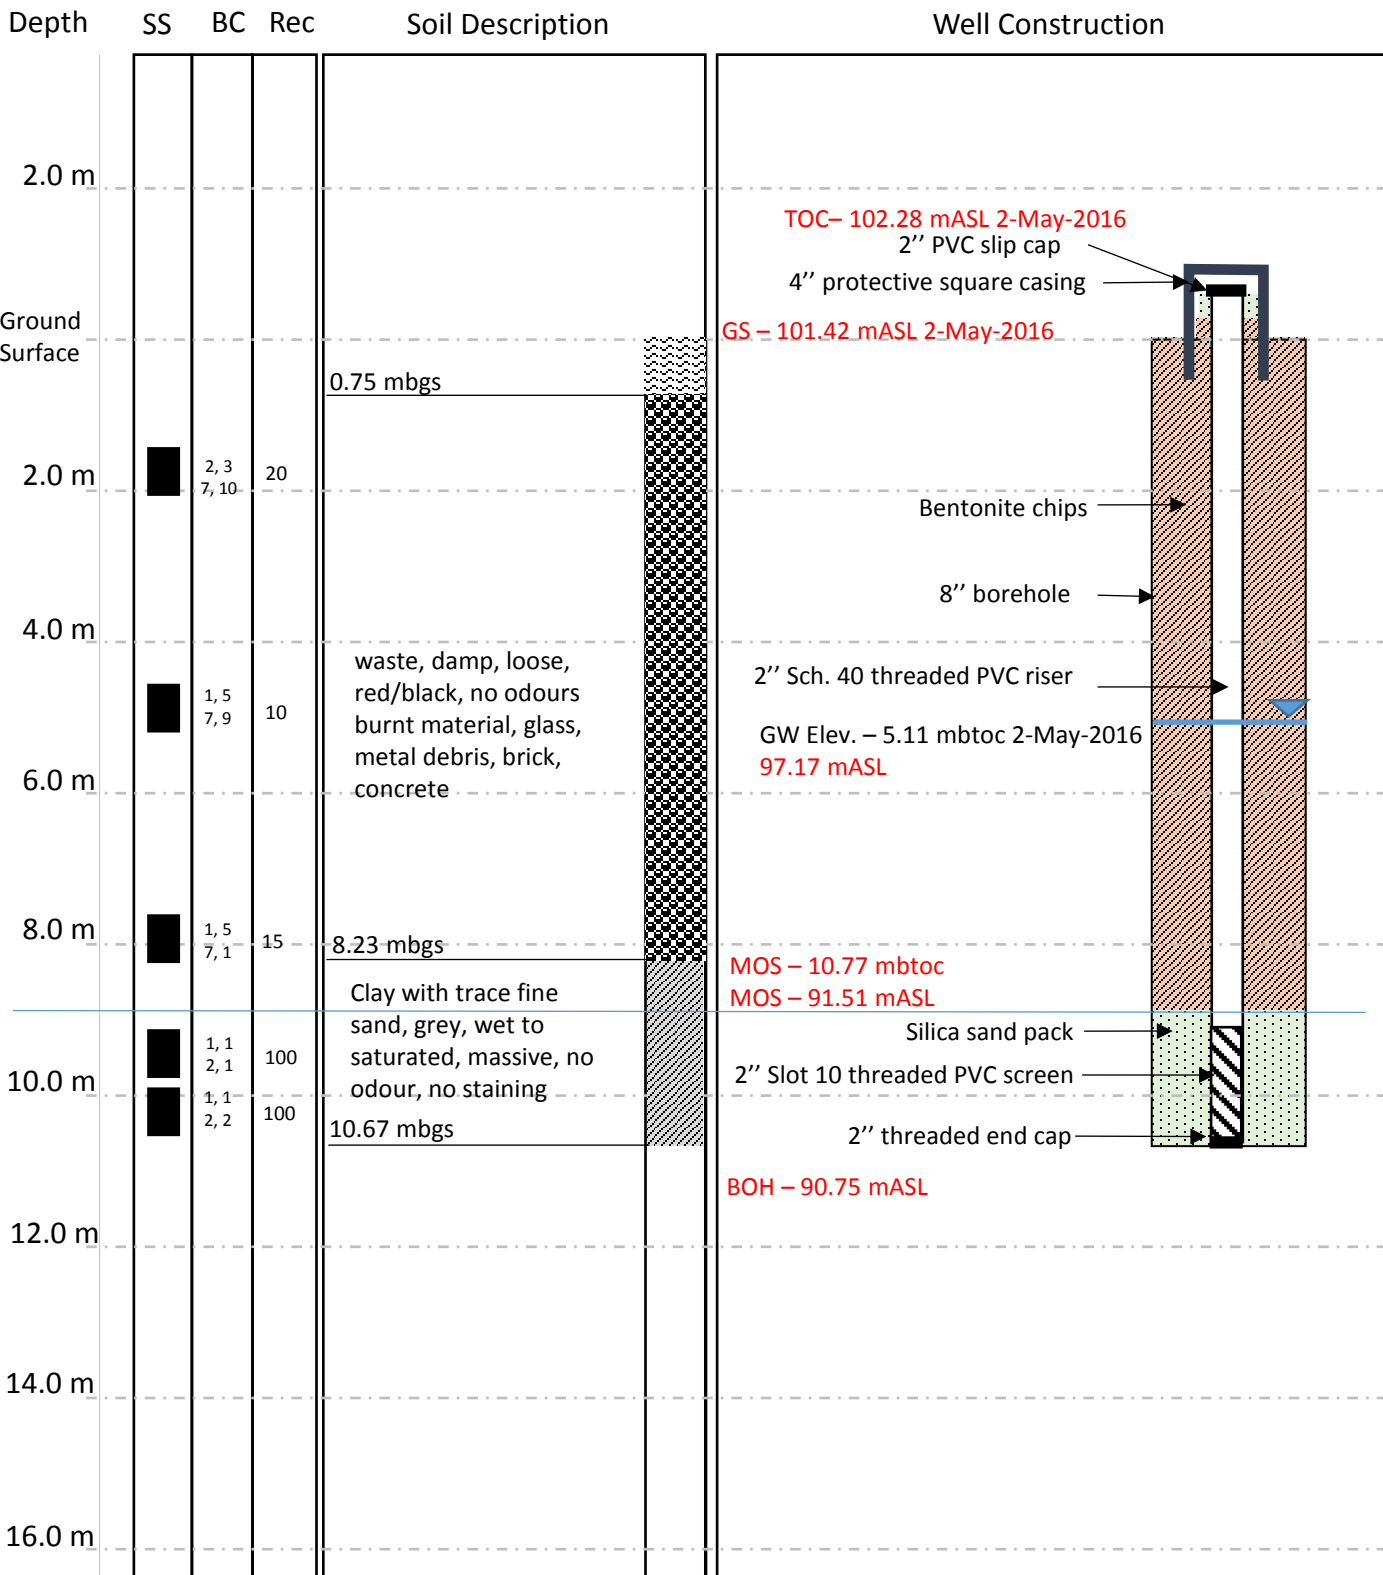 Depth SS BC Rec Soil Description Well Construction
2.0 m
TOC– 102.28 mASL 2-May-2016
2’’ PVC slip cap
4’’ protective square casing
Ground
Surface
GS – 101.42 mASL 2-May-2016
0.75 mbgs
2.0 m
2, 3
7, 10
20
Bentonite chips
8’’ borehole
4.0 m
waste, damp, loose,
red/black, no odours
burnt material, glass,
metal debris, brick,
concrete
1, 5
7, 9
10
2’’ Sch. 40 threaded PVC riser
GW Elev. – 5.11 mbtoc 2-May-2016
97.17 mASL
6.0 m
8.0 m
1, 5
7, 1
15
8.23 mbgs
MOS – 10.77 mbtoc
MOS – 91.51 mASL
Clay with trace fine
sand, grey, wet to
saturated, massive, no
odour, no staining
Silica sand pack
1, 1
2, 1
100
2’’ Slot 10 threaded PVC screen
10.0 m
1, 1
2, 2
100
10.67 mbgs
2’’ threaded end cap
BOH – 90.75 mASL
12.0 m
14.0 m
16.0 m